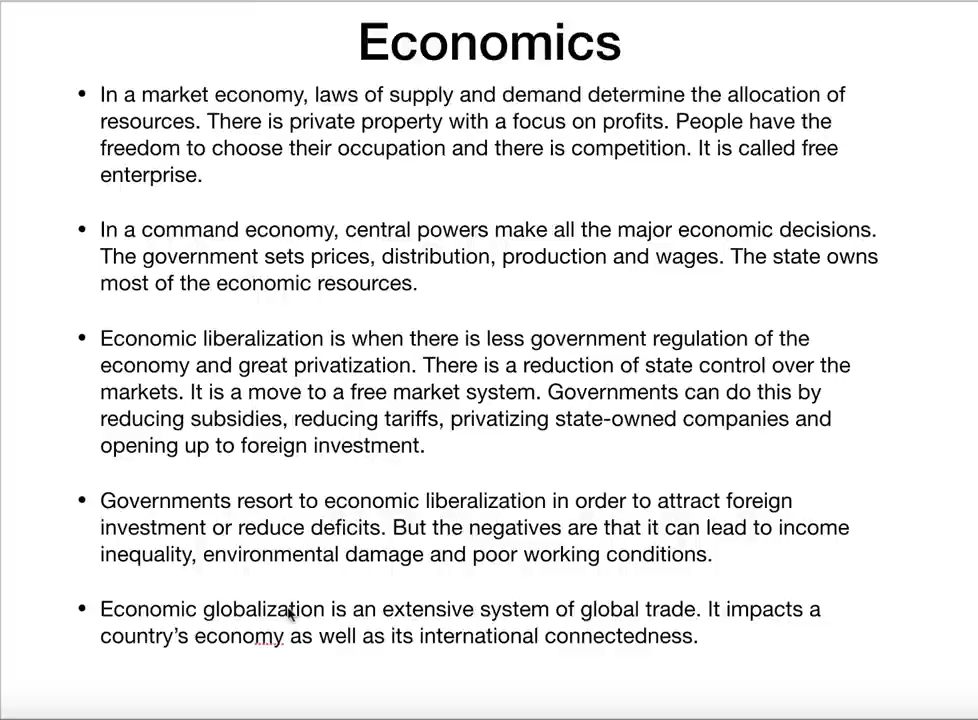 Economics
• In a market economy, laws of supply and demand determine the allocation of
resources. There is private property with a focus on profits. People have the
freedom to choose their occupation and there is competition. It is called free
enterprise.
• In a command economy, central powers make all the major economic decisions.
The government sets prices, distribution, production and wages. The state owns
most of the economic resources.
• Economic liberalization is when there is less government regulation of the
economy and great privatization. There is a reduction of state control over the
markets. It is a move to a free market system. Governments can do this by
reducing subsidies, reducing tariffs, privatizing state-owned companies and
opening up to foreign investment.
• Governments resort to economic liberalization in order to attract foreign
investment or reduce deficits. But the negatives are that it can lead to income
inequality, environmental damage and poor working conditions.
• Economic globalization is an extensive system of global trade. It impacts a
country’s economy as well as its international connectedness.